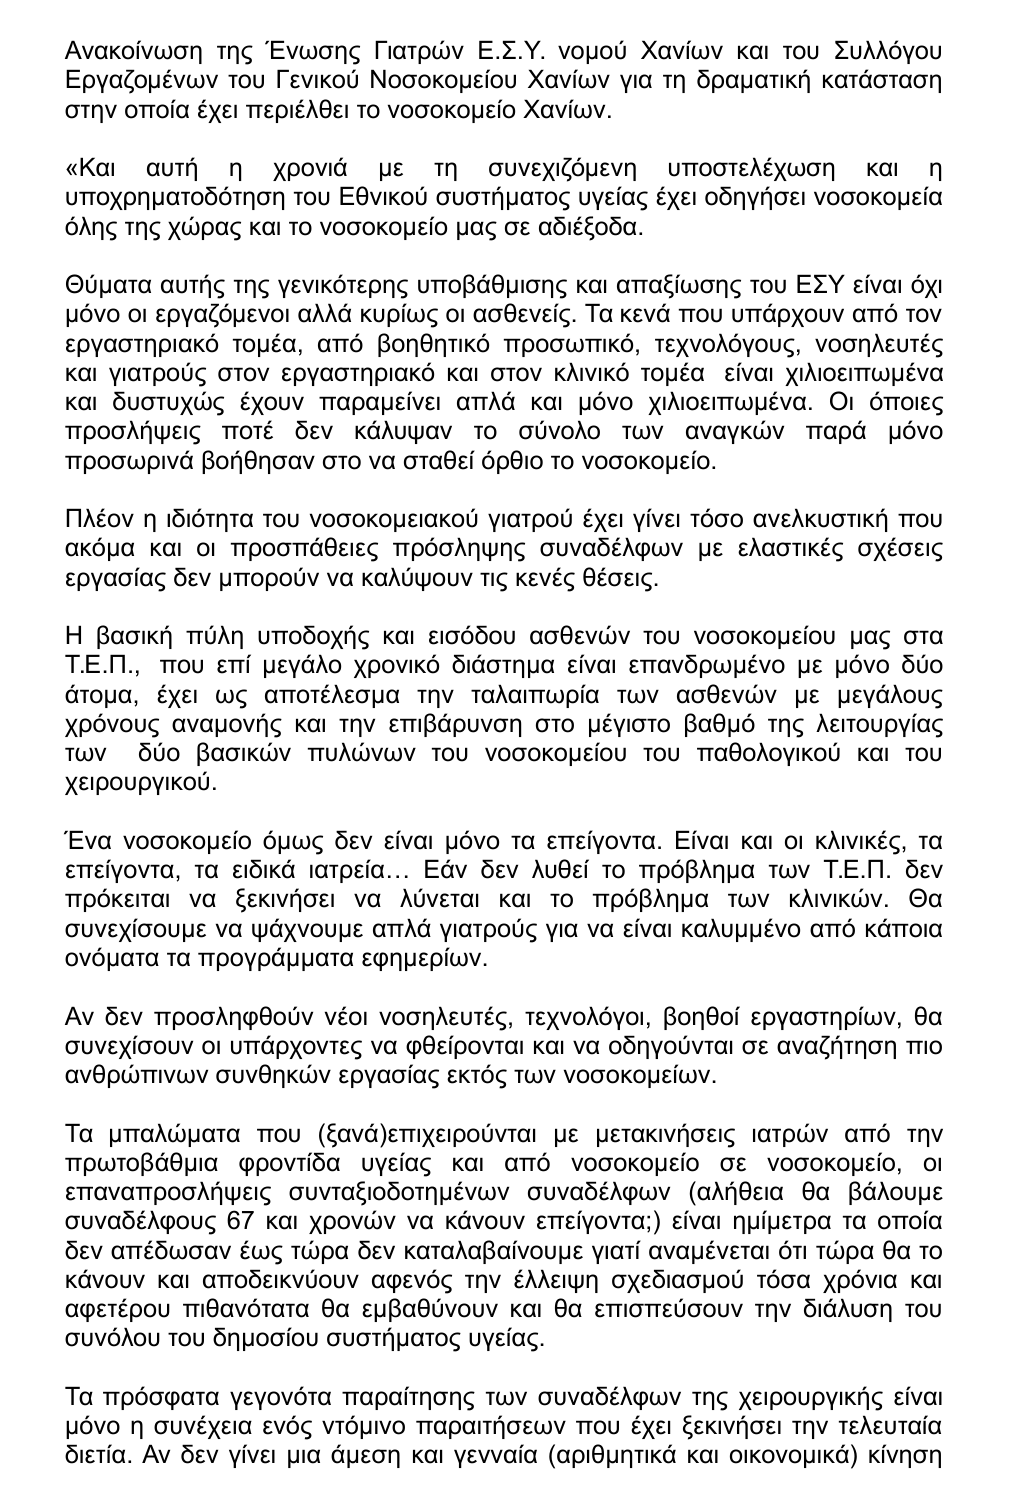 Ανακοίνωση της Ένωσης Γιατρών Ε.Σ.Υ. νομού Χανίων και του Συλλόγου
Εργαζομένων του Γενικού Νοσοκομείου Χανίων για τη δραματική κατάσταση
στην οποία έχει περιέλθει το νοσοκομείο Χανίων.
«Και αυτή η χρονιά με τη συνεχιζόμενη υποστελέχωση και η
υποχρηματοδότηση του Εθνικού συστήματος υγείας έχει οδηγήσει νοσοκομεία
όλης της χώρας και το νοσοκομείο μας σε αδιέξοδα.
Θύματα αυτής της γενικότερης υποβάθμισης και απαξίωσης του ΕΣΥ είναι όχι
μόνο οι εργαζόμενοι αλλά κυρίως οι ασθενείς. Τα κενά που υπάρχουν από τον
εργαστηριακό τομέα, από βοηθητικό προσωπικό, τεχνολόγους, νοσηλευτές
και γιατρούς στον εργαστηριακό και στον κλινικό τομέα είναι χιλιοειπωμένα
και δυστυχώς έχουν παραμείνει απλά και μόνο χιλιοειπωμένα. Οι όποιες
προσλήψεις ποτέ δεν κάλυψαν το σύνολο των αναγκών παρά μόνο
προσωρινά βοήθησαν στο να σταθεί όρθιο το νοσοκομείο.
Πλέον η ιδιότητα του νοσοκομειακού γιατρού έχει γίνει τόσο ανελκυστική που
ακόμα και οι προσπάθειες πρόσληψης συναδέλφων με ελαστικές σχέσεις
εργασίας δεν μπορούν να καλύψουν τις κενές θέσεις.
Η βασική πύλη υποδοχής και εισόδου ασθενών του νοσοκομείου μας στα
Τ.Ε.Π., που επί μεγάλο χρονικό διάστημα είναι επανδρωμένο με μόνο δύο
άτομα, έχει ως αποτέλεσμα την ταλαιπωρία των ασθενών με μεγάλους
χρόνους αναμονής και την επιβάρυνση στο μέγιστο βαθμό της λειτουργίας
των δύο βασικών πυλώνων του νοσοκομείου του παθολογικού και του
χειρουργικού.
Ένα νοσοκομείο όμως δεν είναι μόνο τα επείγοντα. Είναι και οι κλινικές, τα
επείγοντα, τα ειδικά ιατρεία… Εάν δεν λυθεί το πρόβλημα των Τ.Ε.Π. δεν
πρόκειται να ξεκινήσει να λύνεται και το πρόβλημα των κλινικών. Θα
συνεχίσουμε να ψάχνουμε απλά γιατρούς για να είναι καλυμμένο από κάποια
ονόματα τα προγράμματα εφημερίων.
Αν δεν προσληφθούν νέοι νοσηλευτές, τεχνολόγοι, βοηθοί εργαστηρίων, θα
συνεχίσουν οι υπάρχοντες να φθείρονται και να οδηγούνται σε αναζήτηση πιο
ανθρώπινων συνθηκών εργασίας εκτός των νοσοκομείων.
Τα μπαλώματα που (ξανά)επιχειρούνται με μετακινήσεις ιατρών από την
πρωτοβάθμια φροντίδα υγείας και από νοσοκομείο σε νοσοκομείο, οι
επαναπροσλήψεις συνταξιοδοτημένων συναδέλφων (αλήθεια θα βάλουμε
συναδέλφους 67 και χρονών να κάνουν επείγοντα;) είναι ημίμετρα τα οποία
δεν απέδωσαν έως τώρα δεν καταλαβαίνουμε γιατί αναμένεται ότι τώρα θα το
κάνουν και αποδεικνύουν αφενός την έλλειψη σχεδιασμού τόσα χρόνια και
αφετέρου πιθανότατα θα εμβαθύνουν και θα επισπεύσουν την διάλυση του
συνόλου του δημοσίου συστήματος υγείας.
Τα πρόσφατα γεγονότα παραίτησης των συναδέλφων της χειρουργικής είναι
μόνο η συνέχεια ενός ντόμινο παραιτήσεων που έχει ξεκινήσει την τελευταία
διετία. Αν δεν γίνει μια άμεση και γενναία (αριθμητικά και οικονομικά) κίνηση